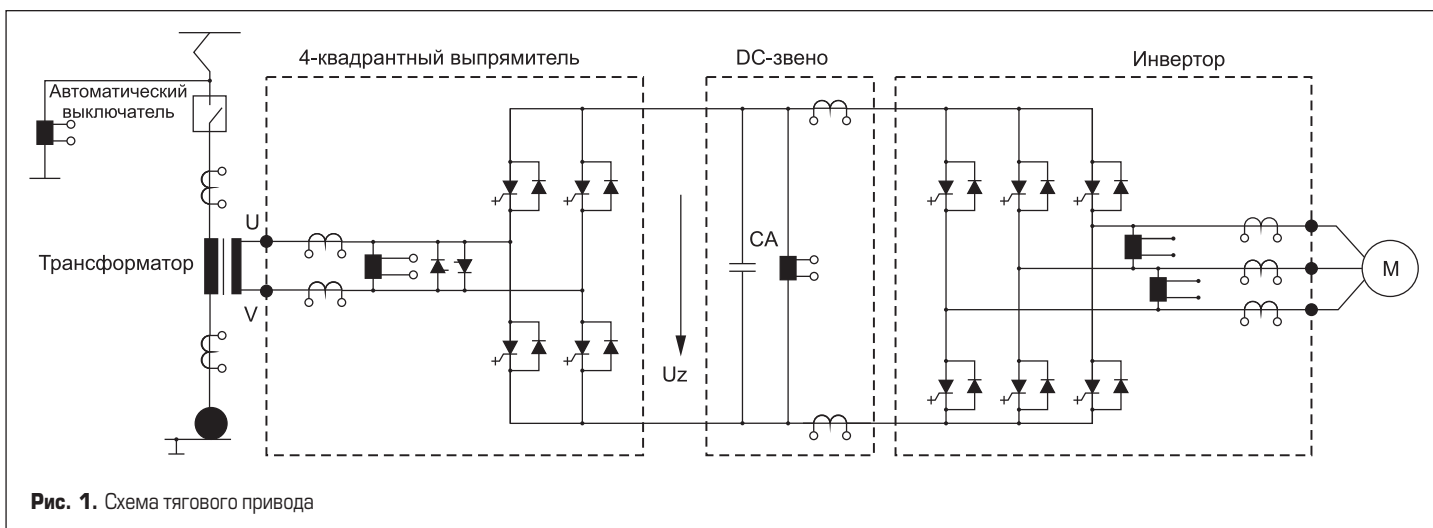 4-квадрантный выпрямитель
DC-звено
Инвертор
Автоматический
выключатель
U
Трансформатор
V
CA
Uz
M
Рис. 1. Схема тягового привода